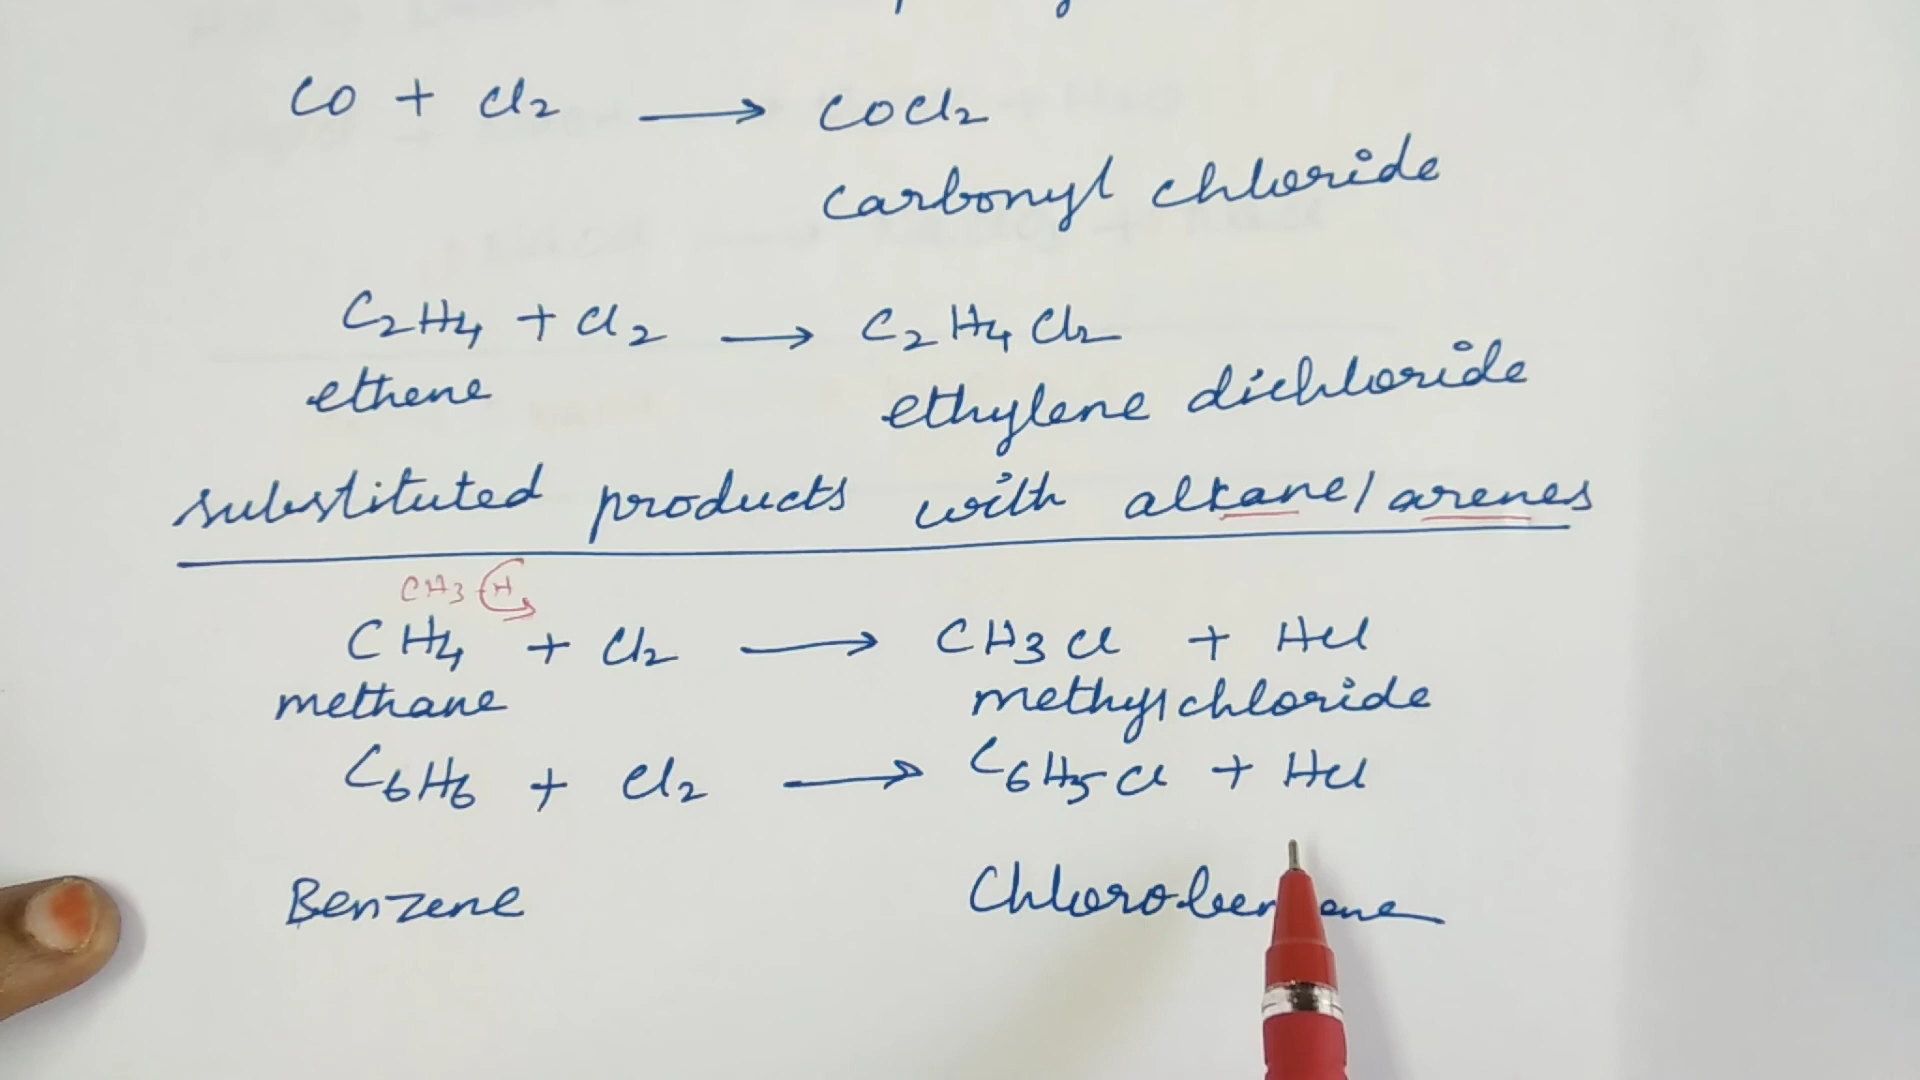 CO + Cl2 → COCl2
carbonyl chloride
C2H4 + Cl2 → C2H4Cl2
ethene ethylene dichloride
substituted products with alkane/arenes
CH3-H
CH4 + Cl2 → CH3Cl + HCl
methane methylchloride
C6H6 + Cl2 → C6H5Cl + HCl
Benzene